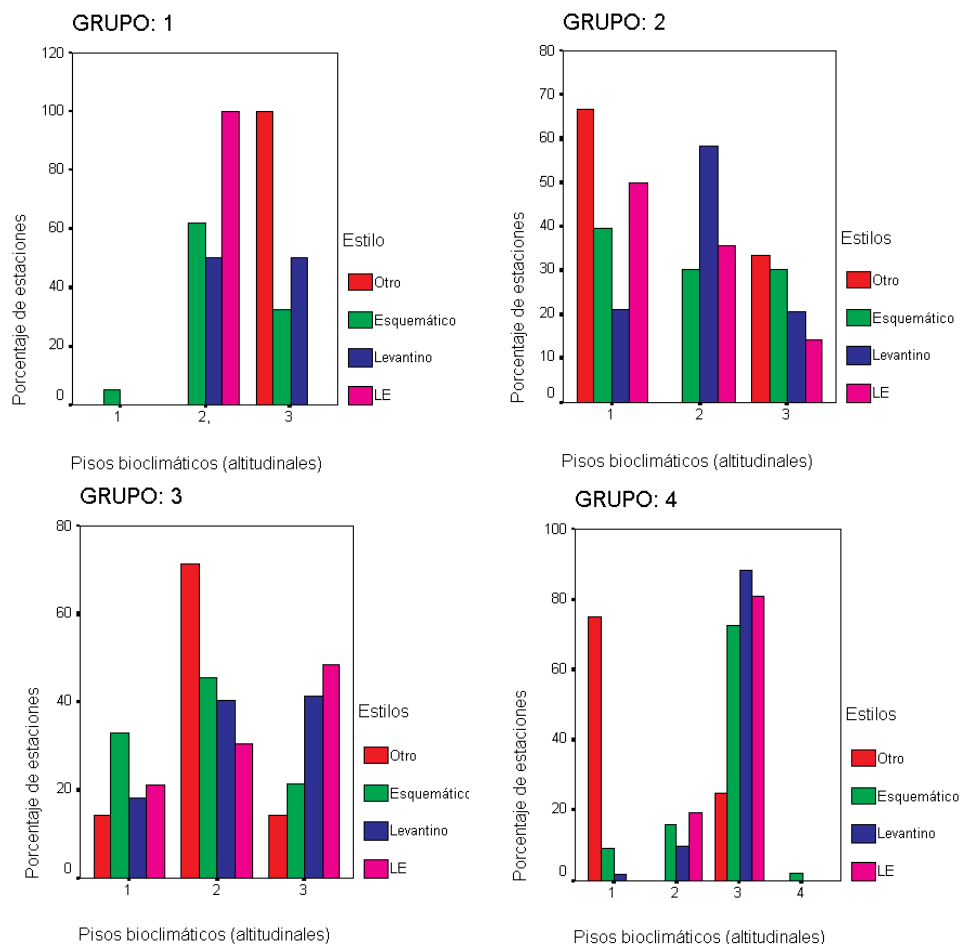 GRUPO: 1
120
100
80
60
40
20
0
Porcentaje de estaciones
1
2,
3
Pisos bioclimáticos (altitudinales)
Estilo
Otro
Esquemático
Levantino
LE
GRUPO: 2
80
70
60
50
40
30
20
10
0
Porcentaje de estaciones
1
2
3
Pisos bioclimáticos (altitudinales)
Estilos
Otro
Esquemático
Levantino
LE
GRUPO: 3
80
60
40
20
0
Porcentaje de estaciones
1
2
3
Pisos bioclimáticos (altitudinales)
Estilos
Otro
Esquemático
Levantino
LE
GRUPO: 4
100
80
60
40
20
0
Porcentaje de estaciones
1
2
3
4
Pisos bioclimáticos (altitudinales)
Estilos
Otro
Esquemático
Levantino
LE